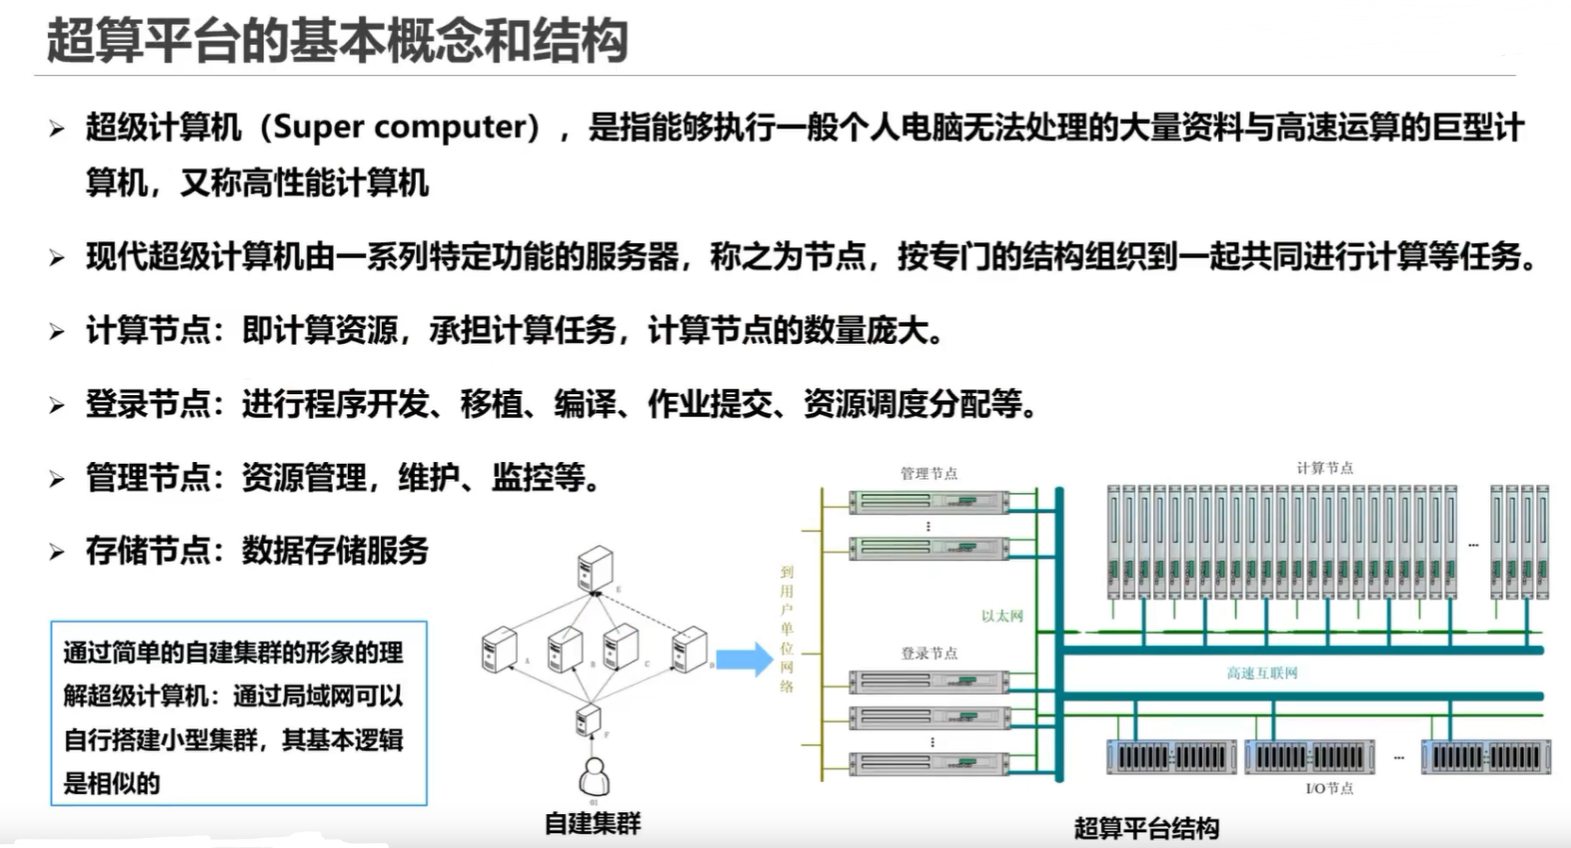 超算平台的基本概念和结构
超级计算机（Super computer），是指能够执行一般个人电脑无法处理的大量资料与高速运算的巨型计
算机，又称高性能计算机
现代超级计算机由一系列特定功能的服务器，称之为节点，按专门的结构组织到一起共同进行计算等任务。
计算节点：即计算资源，承担计算任务，计算节点的数量庞大。
登录节点：进行程序开发、移植、编译、作业提交、资源调度分配等。
管理节点：资源管理，维护、监控等。
存储节点：数据存储服务
通过简单的自建集群的形象的理
解超级计算机：通过局域网可以
自行搭建小型集群，其基本逻辑
是相似的
E
A
B
C
D
F
自建集群
到用户单位网络
管理节点
计算节点
...
以太网
登录节点
高速互联网
...
I/O节点
超算平台结构